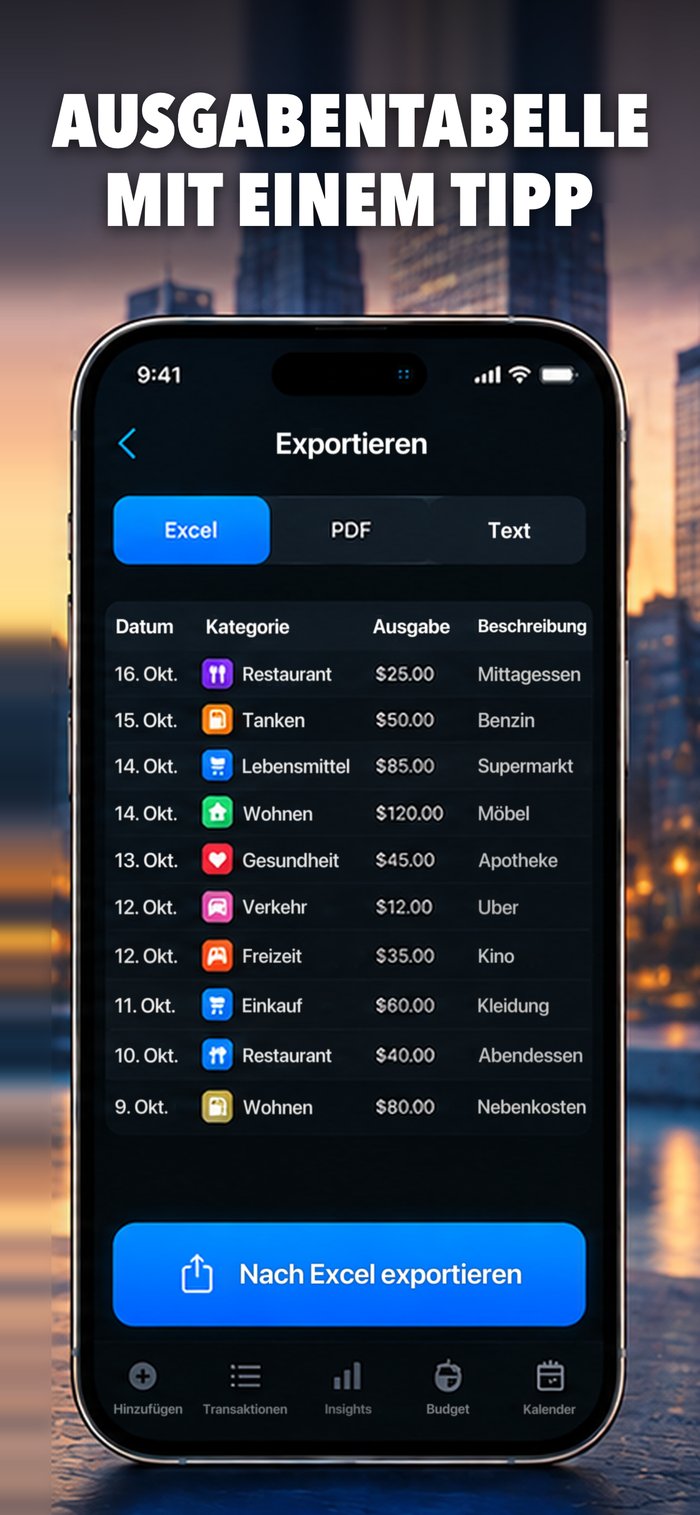 AUSGABENTABELLE
MIT EINEM TIPP
9:41
Exportieren
Excel PDF Text
Datum Kategorie Ausgabe Beschreibung
16. Okt. Restaurant $25.00 Mittagessen
15. Okt. Tanken $50.00 Benzin
14. Okt. Lebensmittel $85.00 Supermarkt
14. Okt. Wohnen $120.00 Möbel
13. Okt. Gesundheit $45.00 Apotheke
12. Okt. Verkehr $12.00 Uber
12. Okt. Freizeit $35.00 Kino
11. Okt. Einkauf $60.00 Kleidung
10. Okt. Restaurant $40.00 Abendessen
9. Okt. Wohnen $80.00 Nebenkosten
Nach Excel exportieren
Hinzufügen Transaktionen Insights Budget Kalender